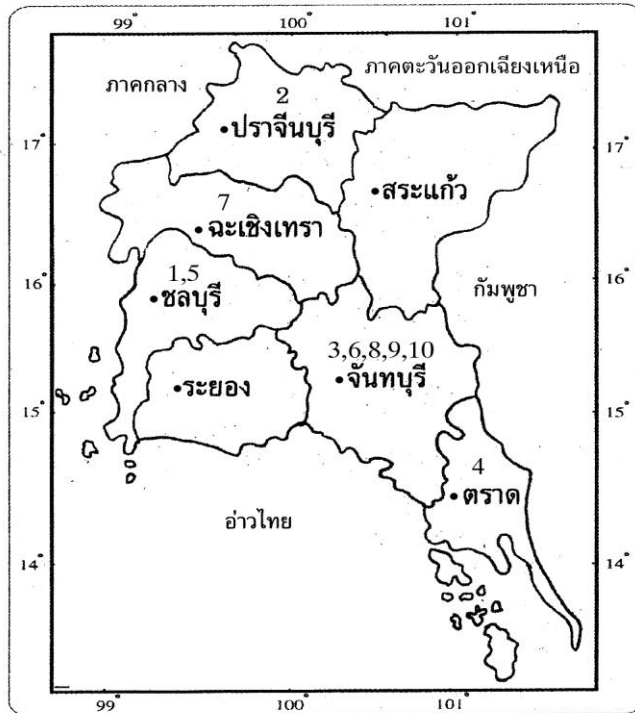 99°
100°
101°
ภาคกลาง
ภาคตะวันออกเฉียงเหนือ
2
17°
ปราจีนบุรี
17°
สระแก้ว
7
ฉะเชิงเทรา
16°
1,5
ชลบุรี
กัมพูชา
16°
3,6,8,9,10
จันทบุรี
ระยอง
15°
15°
4
ตราด
อ่าวไทย
14°
14°
99°
100°
101°